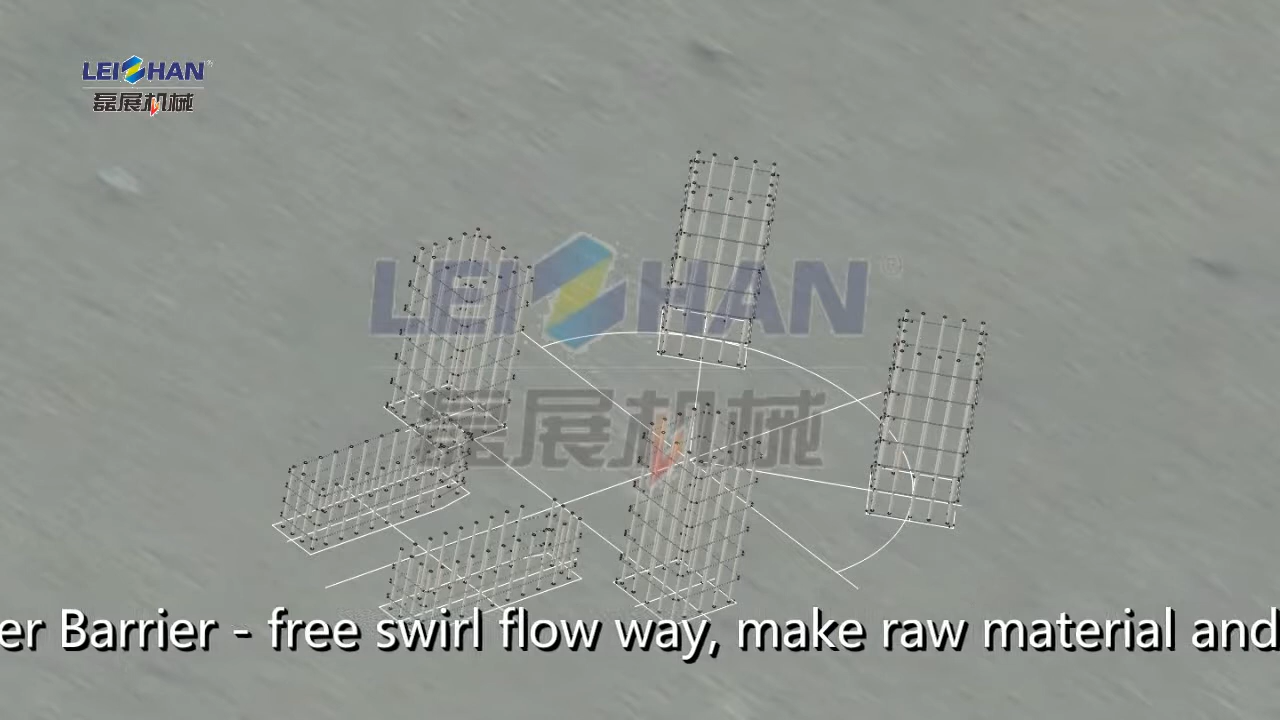 LEIZHAN®
磊展机械
LEIZHAN®
磊展机械
er Barrier - free swirl flow way, make raw material and